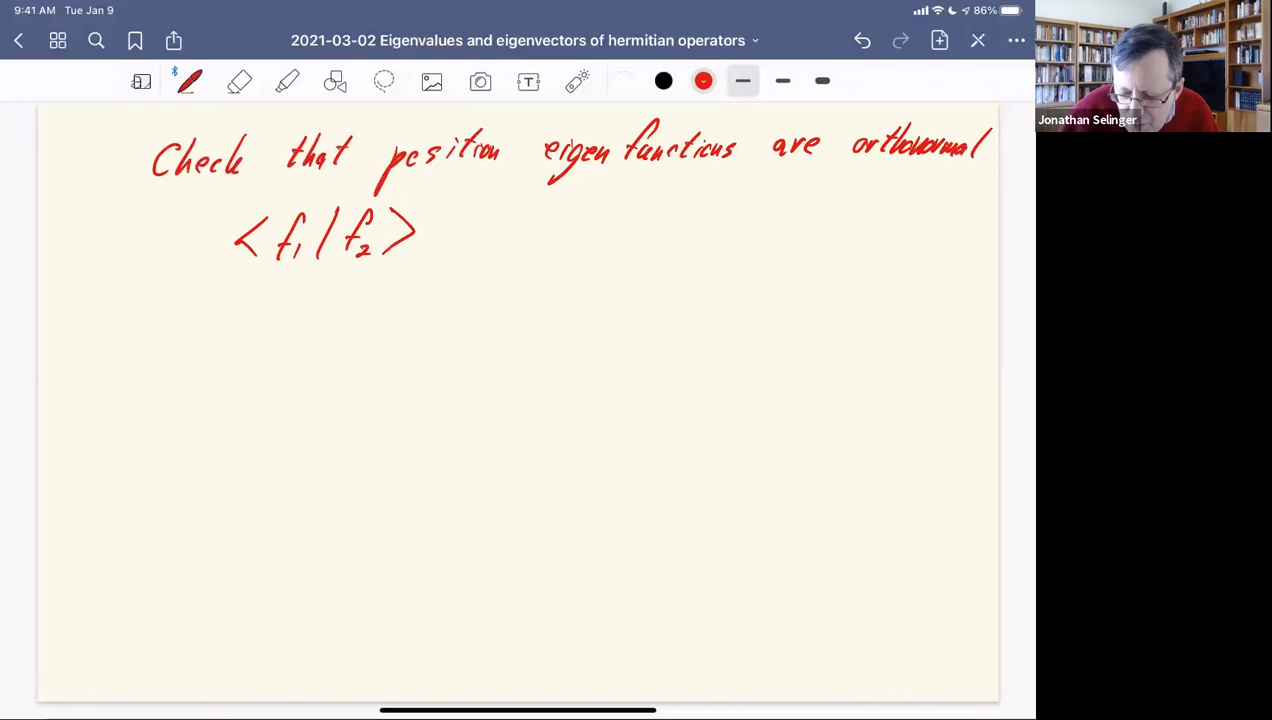 9:41 AM Tue Jan 9 86%
2021-03-02 Eigenvalues and eigenvectors of hermitian operators
T
Jonathan Selinger
Check that position eigenfunctions are orthonormal
<f₁|f₂>